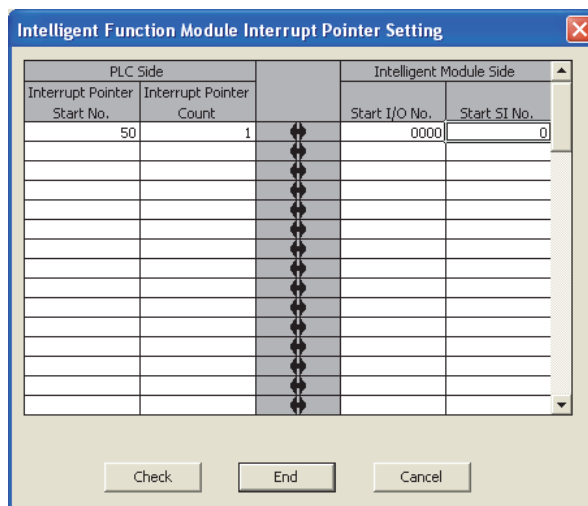 Intelligent Function Module Interrupt Pointer Setting
PLC Side Intelligent Module Side
Interrupt Pointer Interrupt Pointer
Start No. Count Start I/O No. Start SI No.
50 1 0000 0
Check End Cancel